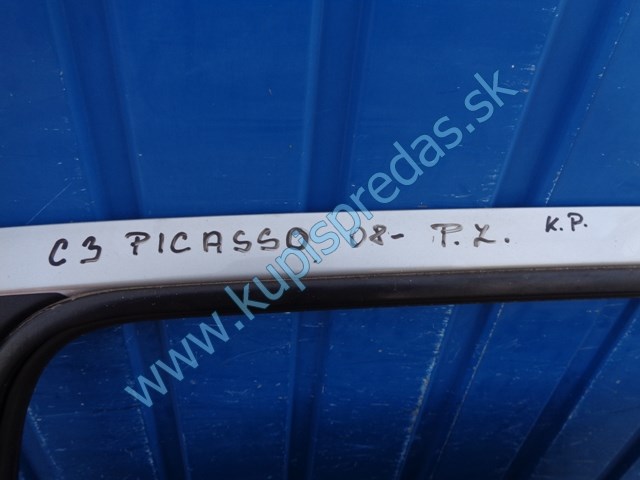 C3 PICASSO 08- P.Z. K.P.
www.kupispredas.sk